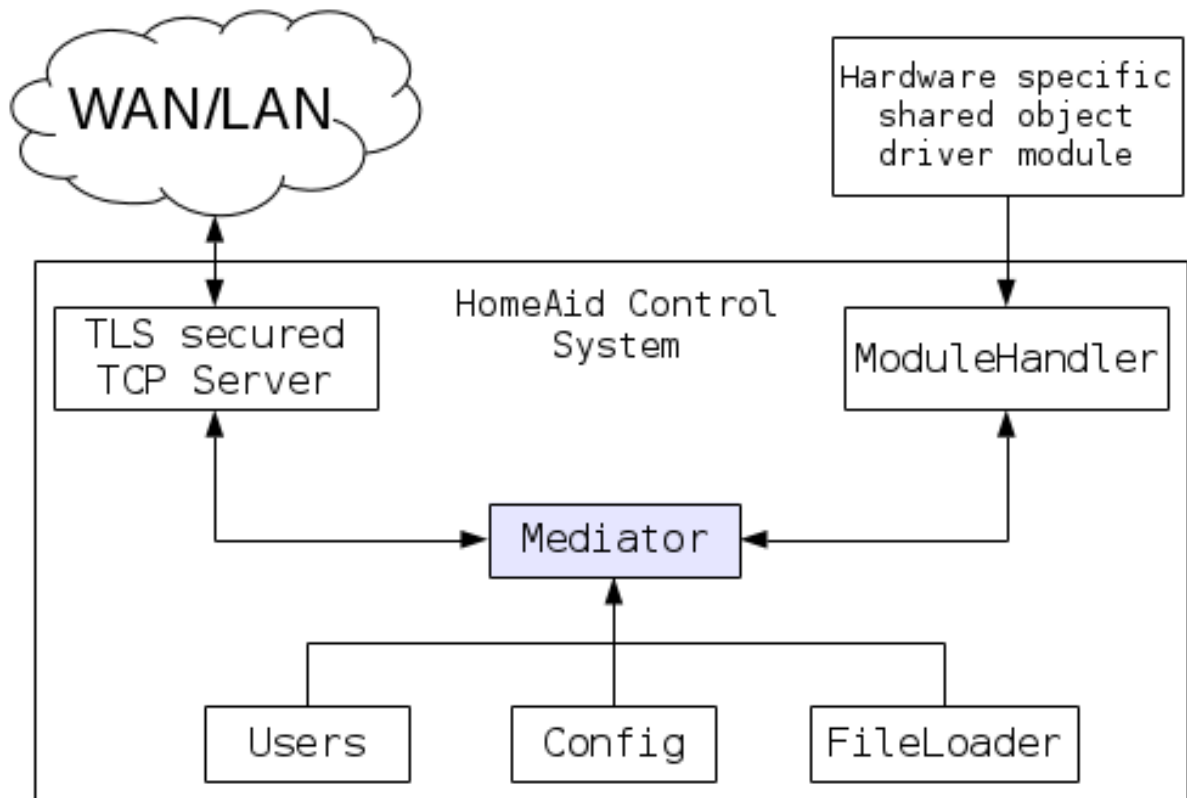 WAN/LAN
Hardware specific
shared object
driver module
HomeAid Control
System
TLS secured
TCP Server
ModuleHandler
Mediator
Users
Config
FileLoader